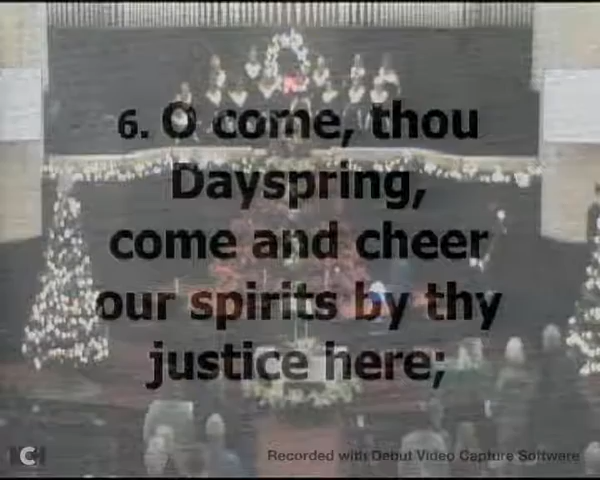 6. O come, thou
Dayspring,
come and cheer
our spirits by thy
justice here;
C
Recorded with Debut Video Capture Software